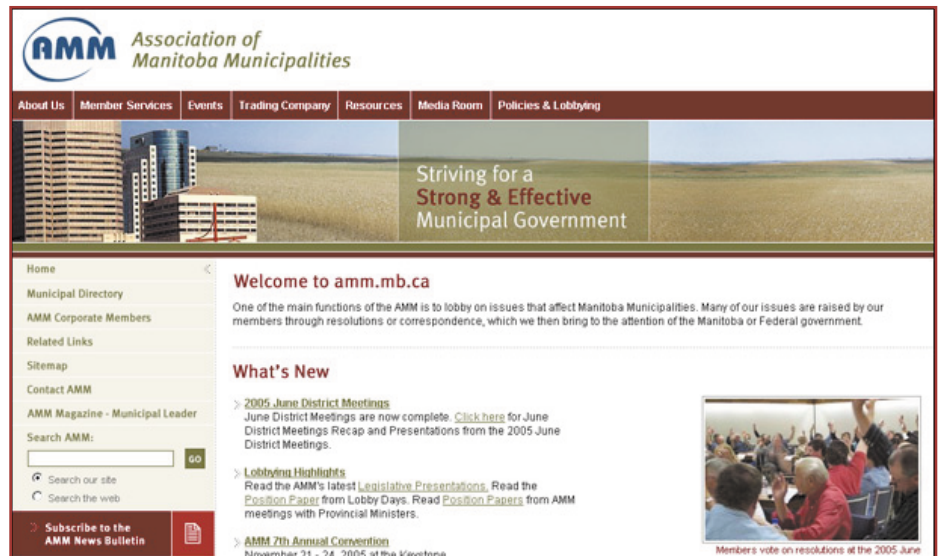 AMM
Association of
Manitoba Municipalities
About Us Member Services Events Trading Company Resources Media Room Policies & Lobbying
Striving for a
Strong & Effective
Municipal Government
Home
Municipal Directory
AMM Corporate Members
Related Links
Sitemap
Contact AMM
AMM Magazine - Municipal Leader
Search AMM:
GO
Search our site
Search the web
Subscribe to the
AMM News Bulletin
Welcome to amm.mb.ca
One of the main functions of the AMM is to lobby on issues that affect Manitoba Municipalities. Many of our issues are raised by our
members through resolutions or correspondence, which we then bring to the attention of the Manitoba or Federal government.
What's New
2005 June District Meetings
June District Meetings are now complete. Click here for June
District Meetings Recap and Presentations from the 2005 June
District Meetings.
Lobbying Highlights
Read the AMM's latest Legislative Presentations. Read the
Position Paper from Lobby Days. Read Position Papers from AMM
meetings with Provincial Ministers.
AMM 7th Annual Convention
November 21 - 24, 2005 at the Keystone
Members vote on resolutions at the 2005 June